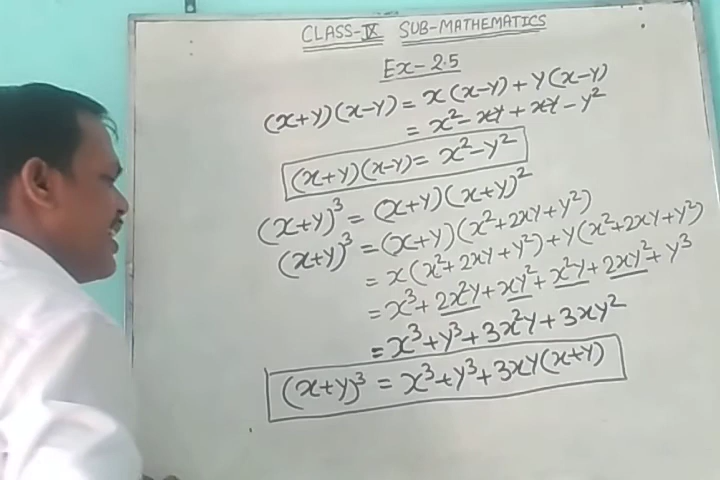 CLASS-IX SUB-MATHEMATICS
Ex-2.5
(x+y)(x-y) = x(x-y)+y(x-y)
= x²-xy+xy-y²
(x+y)(x-y) = x²-y²
(x+y)³ = (x+y)(x+y)²
(x+y)³ = (x+y)(x²+2xy+y²)
= x(x²+2xy+y²)+y(x²+2xy+y²)
= x³+2x²y+xy²+x²y+2xy²+y³
= x³+y³+3x²y+3xy²
(x+y)³ = x³+y³+3xy(x+y)